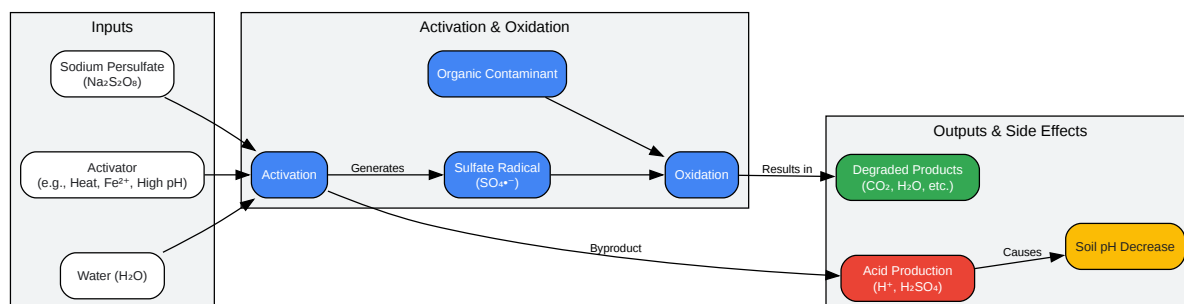 Inputs
Sodium Persulfate
(Na₂S₂O₈)
Activator
(e.g., Heat, Fe²⁺, High pH)
Water (H₂O)
Activation & Oxidation
Organic Contaminant
Activation
Generates
Sulfate Radical
(SO₄•⁻)
Oxidation
Results in
Byproduct
Outputs & Side Effects
Degraded Products
(CO₂, H₂O, etc.)
Acid Production
(H⁺, H₂SO₄)
Causes
Soil pH Decrease